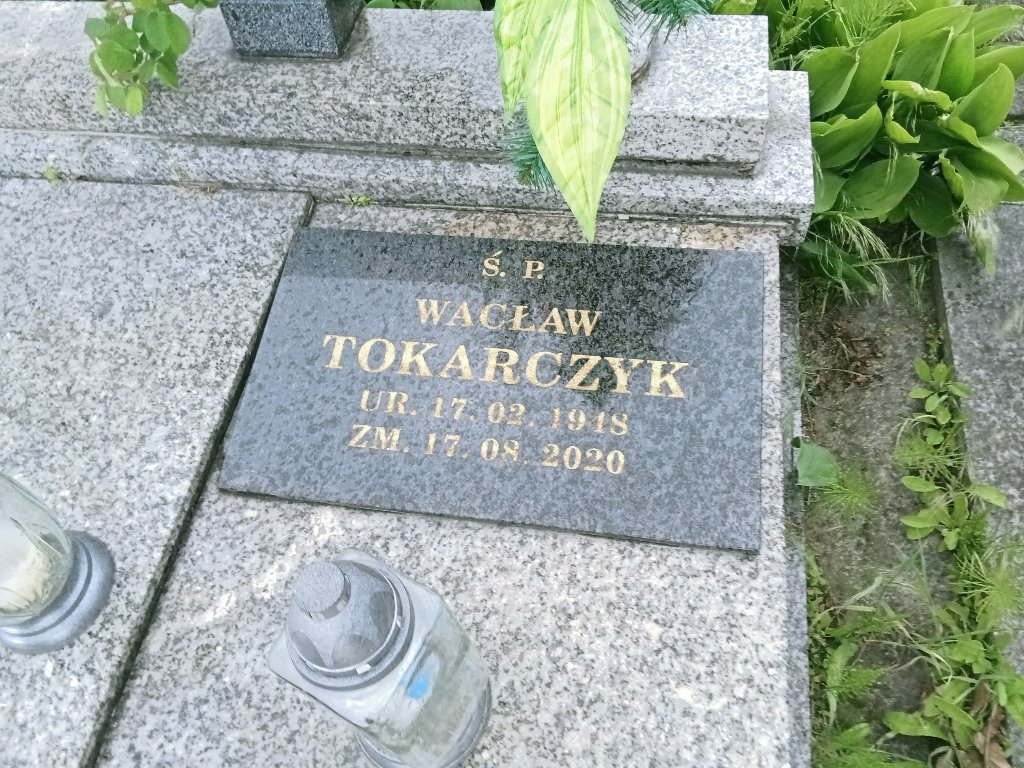 Ś. P.
WACŁAW
TOKARCZYK
UR. 17. 02. 1948
ZM. 17. 08. 2020